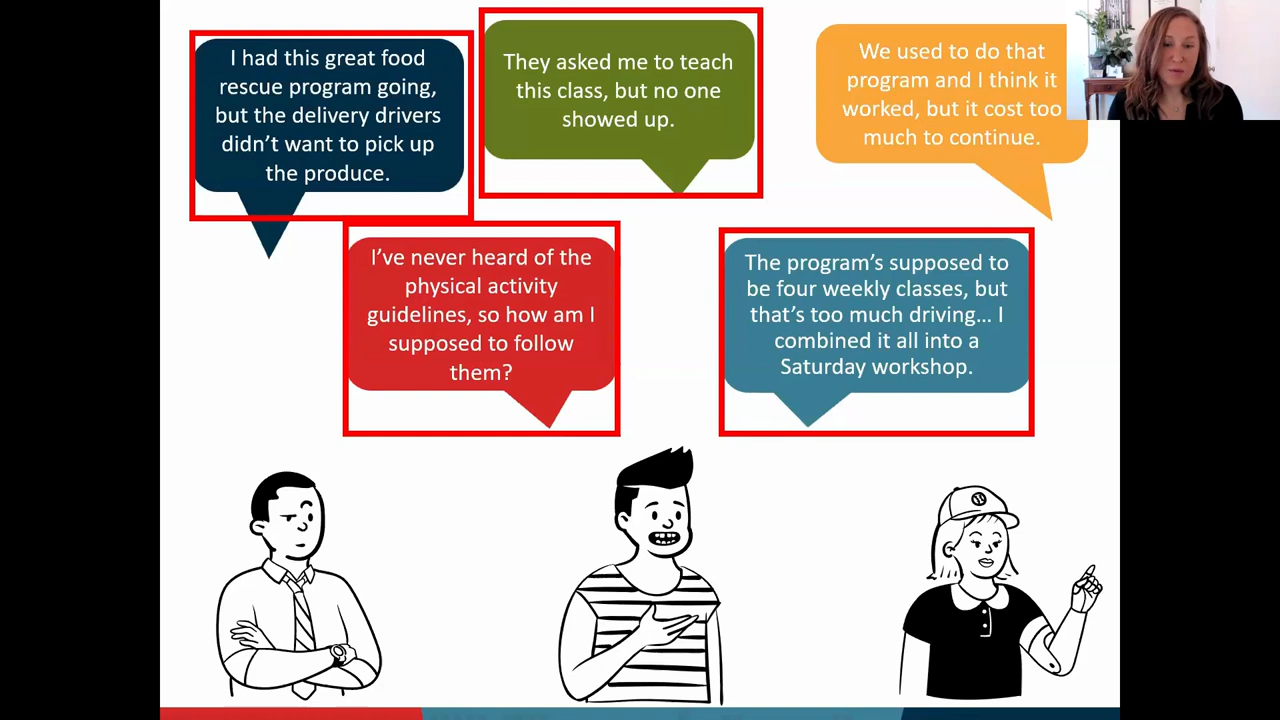 I had this great food
rescue program going,
but the delivery drivers
didn't want to pick up
the produce.
They asked me to teach
this class, but no one
showed up.
We used to do that
program and I think it
worked, but it cost too
much to continue.
I've never heard of the
physical activity
guidelines, so how am I
supposed to follow
them?
The program's supposed to
be four weekly classes, but
that's too much driving... I
combined it all into a
Saturday workshop.